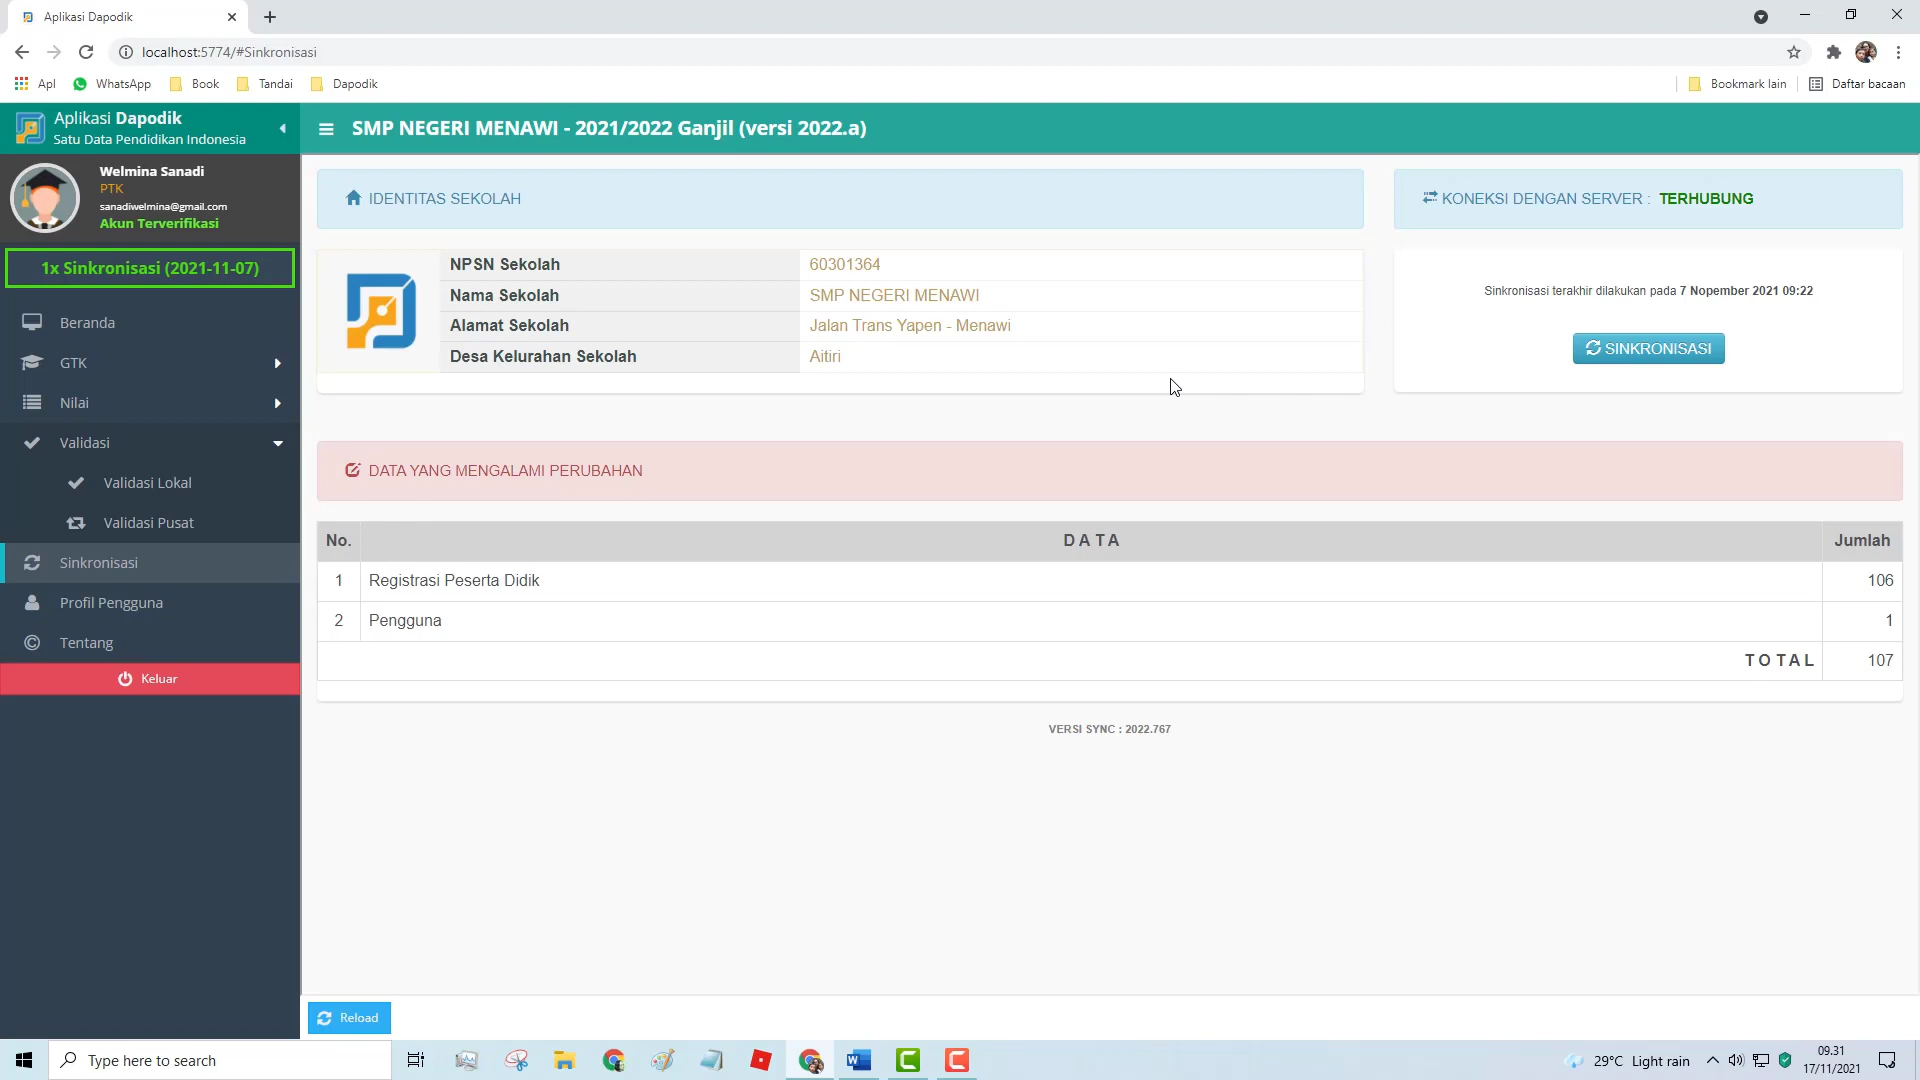 Aplikasi Dapodik
localhost:5774/#Sinkronisasi
Apl
WhatsApp
Book
Tandai
Dapodik
Bookmark lain
Daftar bacaan
Aplikasi Dapodik
Satu Data Pendidikan Indonesia
SMP NEGERI MENAWI - 2021/2022 Ganjil (versi 2022.a)
Welmina Sanadi
PTK
sanadiwelmina@gmail.com
Akun Terverifikasi
1x Sinkronisasi (2021-11-07)
Beranda
GTK
Nilai
Validasi
Validasi Lokal
Validasi Pusat
Sinkronisasi
Profil Pengguna
Tentang
Keluar
IDENTITAS SEKOLAH
NPSN Sekolah 60301364
Nama Sekolah SMP NEGERI MENAWI
Alamat Sekolah Jalan Trans Yapen - Menawi
Desa Kelurahan Sekolah Aitiri
KONEKSI DENGAN SERVER : TERHUBUNG
Sinkronisasi terakhir dilakukan pada 7 Nopember 2021 09:22
SINKRONISASI
DATA YANG MENGALAMI PERUBAHAN
No. D A T A Jumlah
1 Registrasi Peserta Didik 106
2 Pengguna 1
T O T A L 107
VERSI SYNC : 2022.767
Reload
Type here to search
29°C Light rain
09.31
17/11/2021